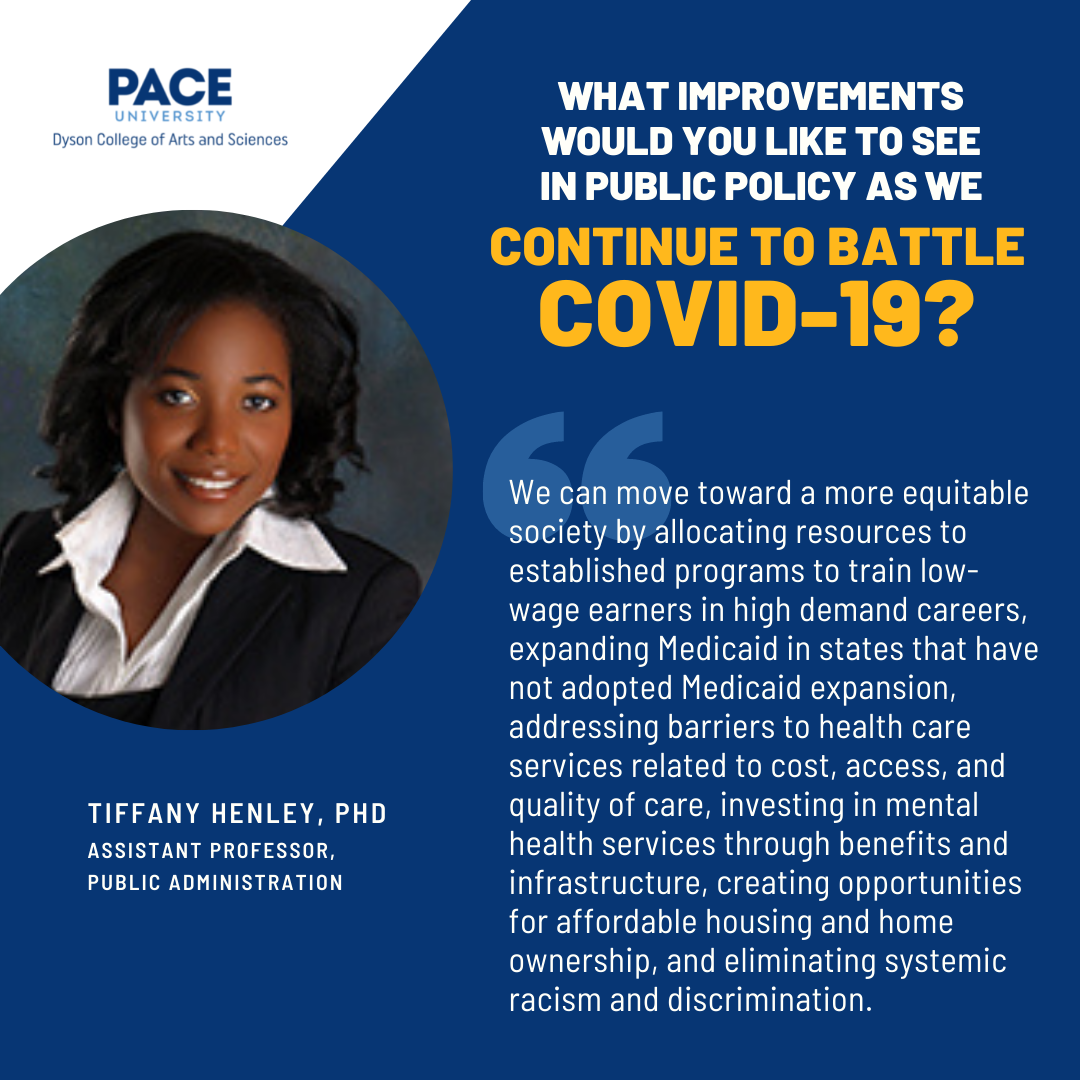 PACE
UNIVERSITY
Dyson College of Arts and Sciences
WHAT IMPROVEMENTS
WOULD YOU LIKE TO SEE
IN PUBLIC POLICY AS WE
CONTINUE TO BATTLE
COVID-19?
“
We can move toward a more equitable
society by allocating resources to
established programs to train low-
wage earners in high demand careers,
expanding Medicaid in states that have
not adopted Medicaid expansion,
addressing barriers to health care
services related to cost, access, and
quality of care, investing in mental
health services through benefits and
infrastructure, creating opportunities
for affordable housing and home
ownership, and eliminating systemic
racism and discrimination.
TIFFANY HENLEY, PHD
ASSISTANT PROFESSOR,
PUBLIC ADMINISTRATION